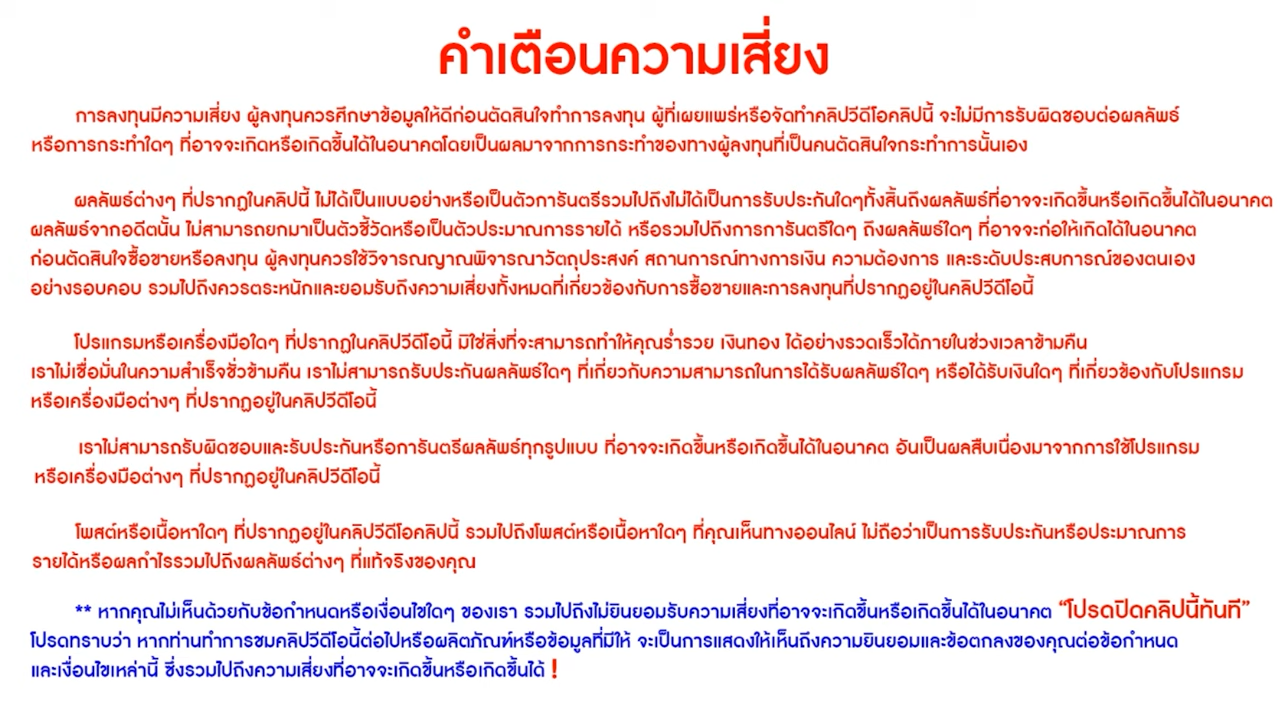 คำเตือนความเสี่ยง
การลงทุนมีความเสี่ยง ผู้ลงทุนควรศึกษาข้อมูลให้ดีก่อนตัดสินใจทำการลงทุน ผู้ที่เผยแพร่หรือจัดทำคลิปวีดีโอคลิปนี้ จะไม่มีการรับผิดชอบต่อผลลัพธ์
หรือการกระทำใดๆ ที่อาจจะเกิดหรือเกิดขึ้นได้ในอนาคตโดยเป็นผลมาจากการกระทำของทางผู้ลงทุนที่เป็นคนตัดสินใจกระทำการนั้นเอง
ผลลัพธ์ต่างๆ ที่ปรากฏในคลิปนี้ ไม่ได้เป็นแบบอย่างหรือเป็นตัวการันตรีรวมไปถึงไม่ได้เป็นการรับประกันใดๆทั้งสิ้นถึงผลลัพธ์ที่อาจจะเกิดขึ้นหรือเกิดขึ้นได้ในอนาคต
ผลลัพธ์จากอดีตนั้น ไม่สามารถยกมาเป็นตัวชี้วัดหรือเป็นตัวประมาณการรายได้ หรือรวมไปถึงการการันตรีใดๆ ถึงผลลัพธ์ใดๆ ที่อาจจะก่อให้เกิดได้ในอนาคต
ก่อนตัดสินใจซื้อขายหรือลงทุน ผู้ลงทุนควรใช้วิจารณญาณพิจารณาวัตถุประสงค์ สถานการณ์ทางการเงิน ความต้องการ และระดับประสบการณ์ของตนเอง
อย่างรอบคอบ รวมไปถึงควรตระหนักและยอมรับถึงความเสี่ยงทั้งหมดที่เกี่ยวข้องกับการซื้อขายและการลงทุนที่ปรากฏอยู่ในคลิปวีดีโอนี้
โปรแกรมหรือเครื่องมือใดๆ ที่ปรากฏในคลิปวีดีโอนี้ มิใช่สิ่งที่จะสามารถทำให้คุณร่ำรวย เงินทอง ได้อย่างรวดเร็วได้ภายในช่วงเวลาข้ามคืน
เราไม่เชื่อมั่นในความสำเร็จชั่วข้ามคืน เราไม่สามารถรับประกันผลลัพธ์ใดๆ ที่เกี่ยวกับความสามารถในการได้รับผลลัพธ์ใดๆ หรือได้รับเงินใดๆ ที่เกี่ยวข้องกับโปรแกรม
หรือเครื่องมือต่างๆ ที่ปรากฏอยู่ในคลิปวีดีโอนี้
เราไม่สามารถรับผิดชอบและรับประกันหรือการันตรีผลลัพธ์ทุกรูปแบบ ที่อาจจะเกิดขึ้นหรือเกิดขึ้นได้ในอนาคต อันเป็นผลสืบเนื่องมาจากการใช้โปรแกรม
หรือเครื่องมือต่างๆ ที่ปรากฏอยู่ในคลิปวีดีโอนี้
โพสต์หรือเนื้อหาใดๆ ที่ปรากฏอยู่ในคลิปวีดีโอคลิปนี้ รวมไปถึงโพสต์หรือเนื้อหาใดๆ ที่คุณเห็นทางออนไลน์ ไม่ถือว่าเป็นการรับประกันหรือประมาณการ
รายได้หรือผลกำไรรวมไปถึงผลลัพธ์ต่างๆ ที่แท้จริงของคุณ
** หากคุณไม่เห็นด้วยกับข้อกำหนดหรือเงื่อนไขใดๆ ของเรา รวมไปถึงไม่ยินยอมรับความเสี่ยงที่อาจจะเกิดขึ้นหรือเกิดขึ้นได้ในอนาคต “โปรดปิดคลิปนี้ทันที”
โปรดทราบว่า หากท่านทำการชมคลิปวีดีโอนี้ต่อไปหรือผลิตภัณฑ์หรือข้อมูลที่มีให้ จะเป็นการแสดงให้เห็นถึงความยินยอมและข้อตกลงของคุณต่อข้อกำหนด
และเงื่อนไขเหล่านี้ ซึ่งรวมไปถึงความเสี่ยงที่อาจจะเกิดขึ้นหรือเกิดขึ้นได้ !